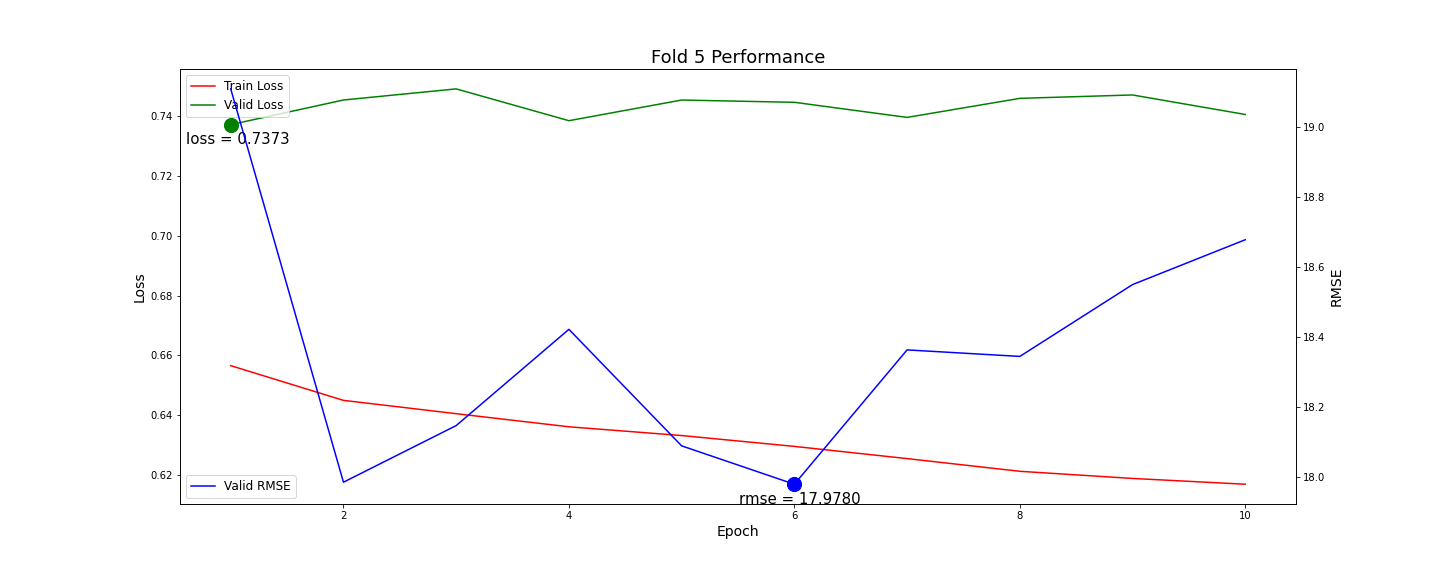 Fold 5 Performance
Train Loss
Valid Loss
loss = 0.7373
Valid RMSE
rmse = 17.9780
0.74
0.72
0.70
0.68
0.66
0.64
0.62
Loss
19.0
18.8
18.6
18.4
18.2
18.0
RMSE
2 4 6 8 10
Epoch